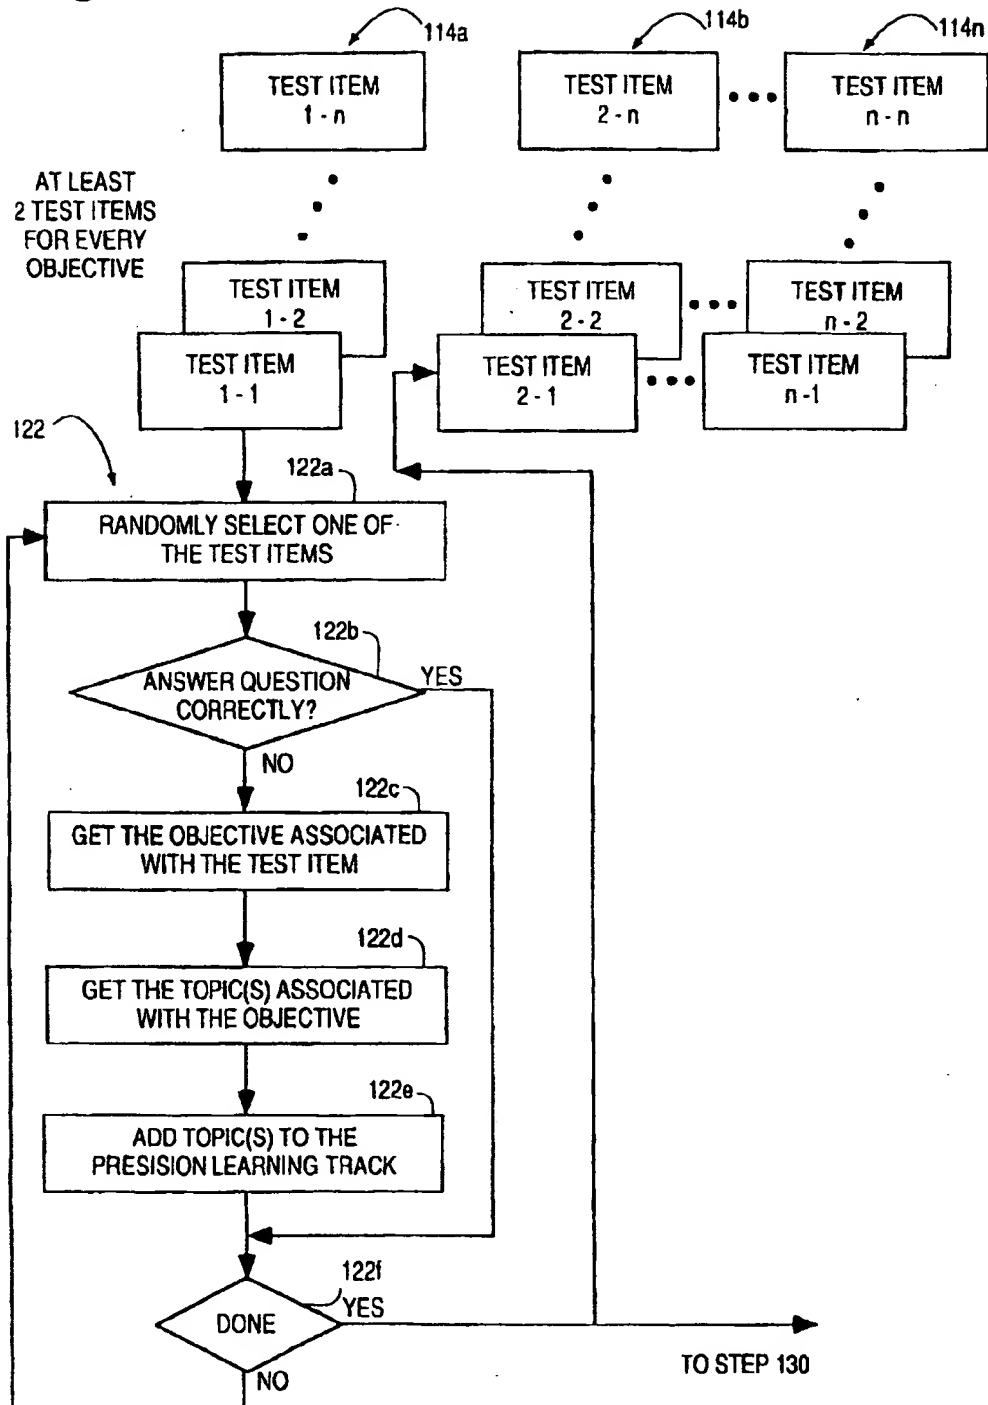 114a
114b
114n
TEST ITEM
1 - n
TEST ITEM
2 - n
TEST ITEM
n - n
AT LEAST
2 TEST ITEMS
FOR EVERY
OBJECTIVE
TEST ITEM
1 - 2
TEST ITEM
2 - 2
TEST ITEM
n - 2
TEST ITEM
1 - 1
TEST ITEM
2 - 1
TEST ITEM
n - 1
122
122a
RANDOMLY SELECT ONE OF
THE TEST ITEMS
122b
ANSWER QUESTION
CORRECTLY?
YES
NO
122c
GET THE OBJECTIVE ASSOCIATED
WITH THE TEST ITEM
122d
GET THE TOPIC(S) ASSOCIATED
WITH THE OBJECTIVE
122e
ADD TOPIC(S) TO THE
PRESISION LEARNING TRACK
122f
DONE
YES
NO
TO STEP 130